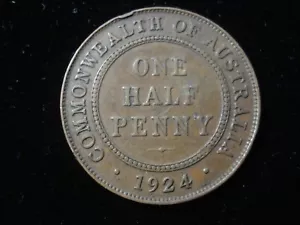 COMMONWEALTH OF AUSTRALIA
ONE
HALF
PENNY
· 1924 ·